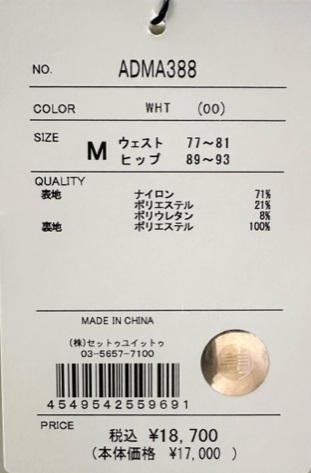 NO. ADMA388
COLOR WHT (00)
SIZE M ウェスト 77～81
ヒップ 89～93
QUALITY
表地 ナイロン 71%
ポリエステル 21%
ポリウレタン 8%
裏地 ポリエステル 100%
MADE IN CHINA
(株)セットゥユイットゥ
03-5657-7100
4549542559691
PRICE
税込 ¥18,700
(本体価格 ¥17,000 )